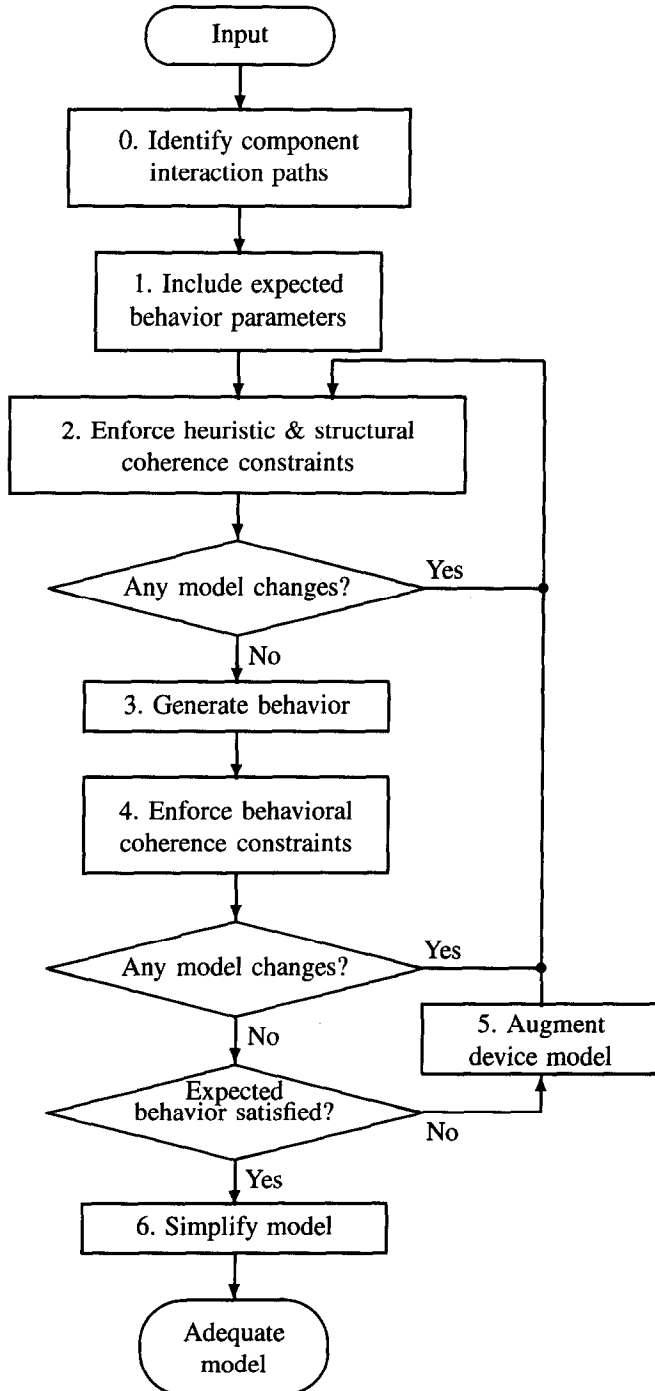 Input
0. Identify component
interaction paths
1. Include expected
behavior parameters
2. Enforce heuristic & structural
coherence constraints
Any model changes?
Yes
No
3. Generate behavior
4. Enforce behavioral
coherence constraints
Any model changes?
Yes
No
5. Augment
device model
Expected
behavior satisfied?
No
Yes
6. Simplify model
Adequate
model